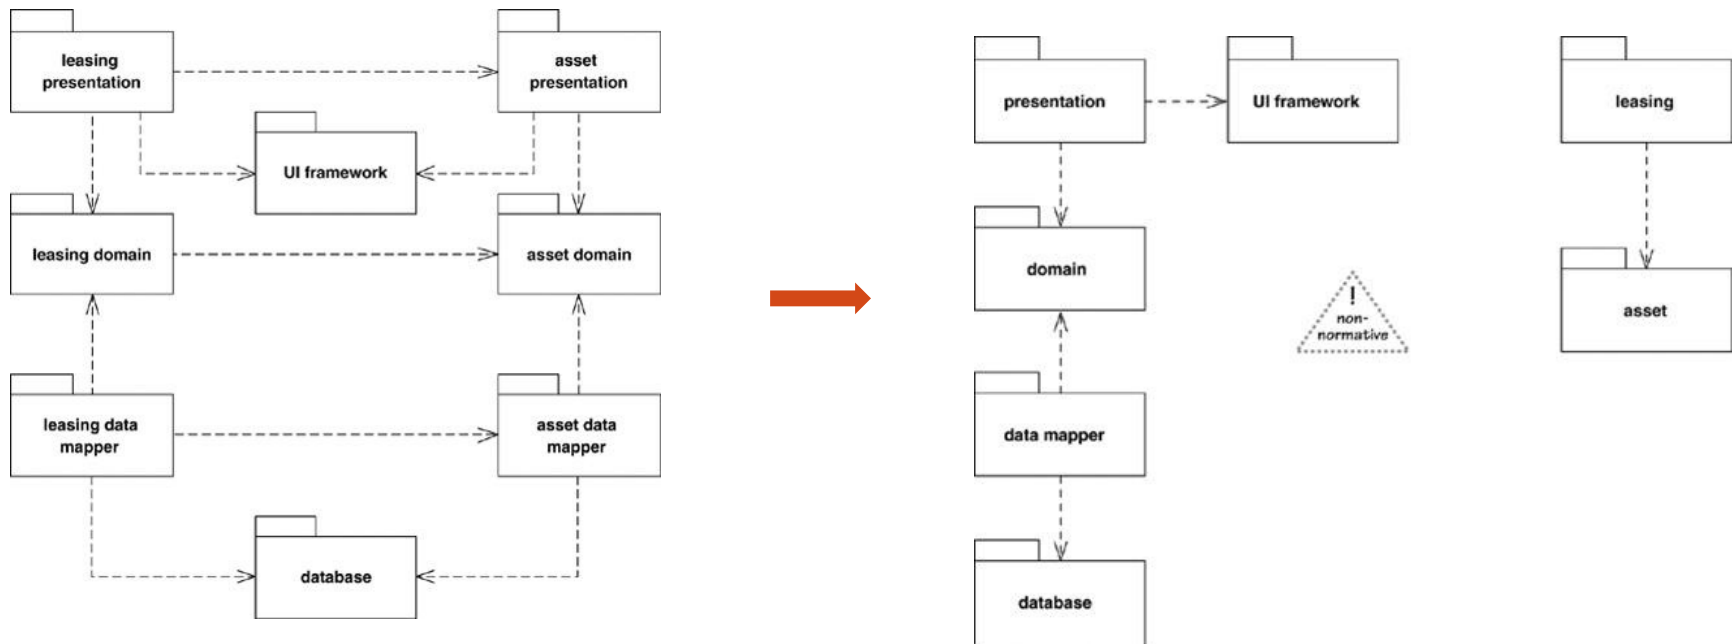 leasing
presentation
asset
presentation
UI framework
leasing domain
asset domain
leasing data
mapper
asset data
mapper
database
presentation
UI framework
leasing
domain
!
non-
normative
asset
data mapper
database